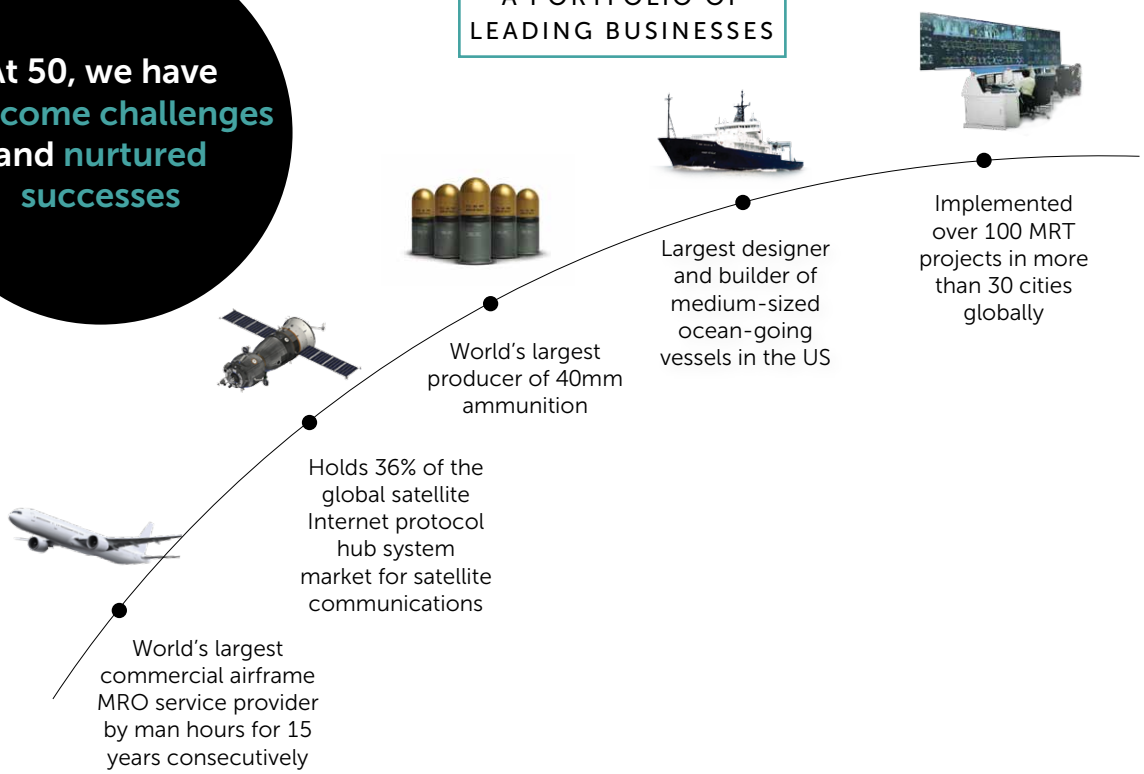 A PORTFOLIO OF
LEADING BUSINESSES
At 50, we have
come challenges
and nurtured
successes
Implemented
over 100 MRT
projects in more
than 30 cities
globally
Largest designer
and builder of
medium-sized
ocean-going
vessels in the US
World's largest
producer of 40mm
ammunition
Holds 36% of the
global satellite
Internet protocol
hub system
market for satellite
communications
World's largest
commercial airframe
MRO service provider
by man hours for 15
years consecutively